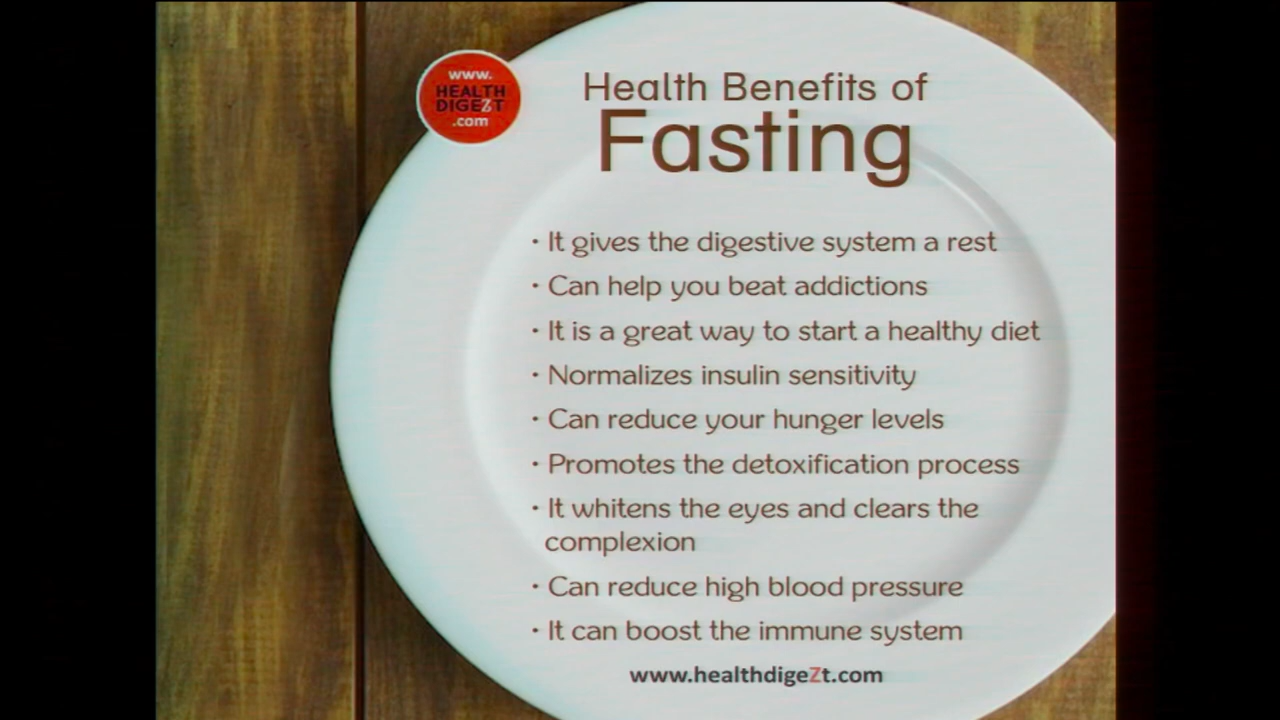 www.
HEALTH
DIGEZT
.com
Health Benefits of
Fasting
• It gives the digestive system a rest
• Can help you beat addictions
• It is a great way to start a healthy diet
• Normalizes insulin sensitivity
• Can reduce your hunger levels
• Promotes the detoxification process
• It whitens the eyes and clears the
complexion
• Can reduce high blood pressure
• It can boost the immune system
www.healthdigeZt.com